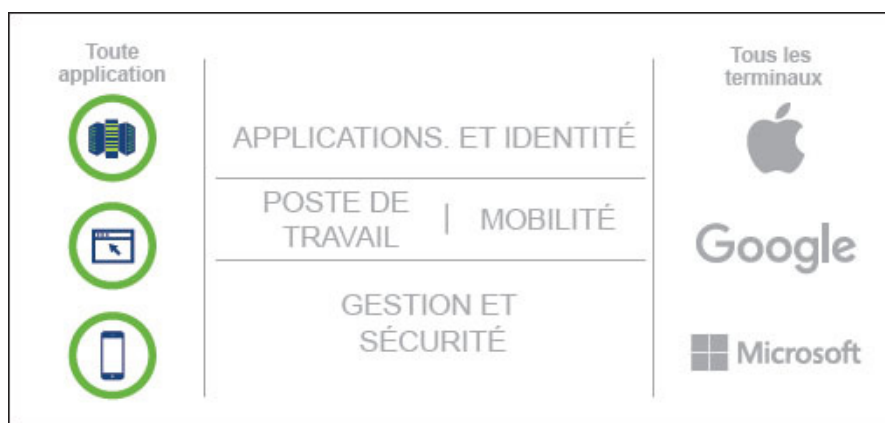 Toute
application
APPLICATIONS. ET IDENTITÉ
POSTE DE
TRAVAIL | MOBILITÉ
GESTION ET
SÉCURITÉ
Tous les
terminaux
Google
Microsoft